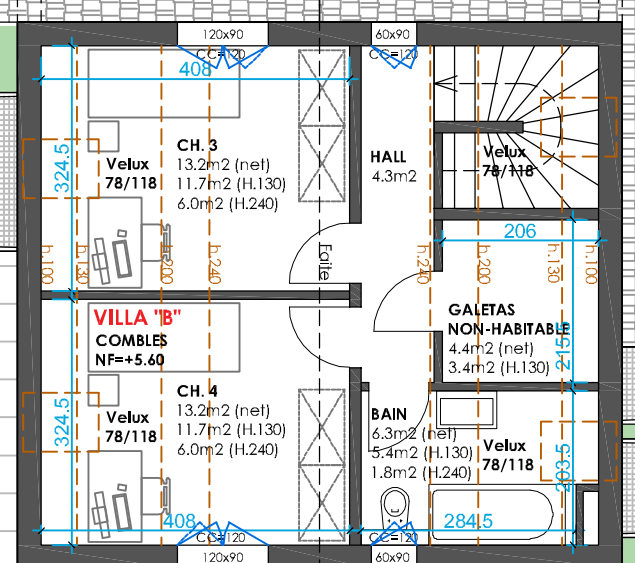 120x90
CC=120
60x90
CC=120
408
CH. 3
13.2m2 (net)
11.7m2 (H.130)
6.0m2 (H.240)
Velux
78/118
324.5
HALL
4.3m2
Velux
78/118
206
h.100
h.130
h.200
h.240
Faîte
h.240
h.200
h.130
h.100
VILLA "B"
COMBLES
NF=+5.60
GALETAS
NON-HABITABLE
4.4m2 (net)
3.4m2 (H.130)
215.5
CH. 4
13.2m2 (net)
11.7m2 (H.130)
6.0m2 (H.240)
Velux
78/118
324.5
BAIN
6.3m2 (net)
5.4m2 (H.130)
1.8m2 (H.240)
Velux
78/118
203.5
408
284.5
CC=120
120x90
CC=120
60x90